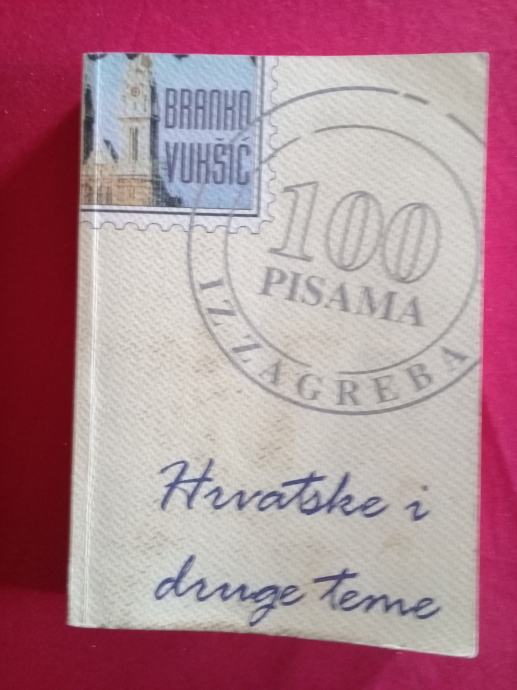 BRANKO
VUKŠIĆ
100
PISAMA
IZ ZAGREBA
Hrvatske i
druge teme